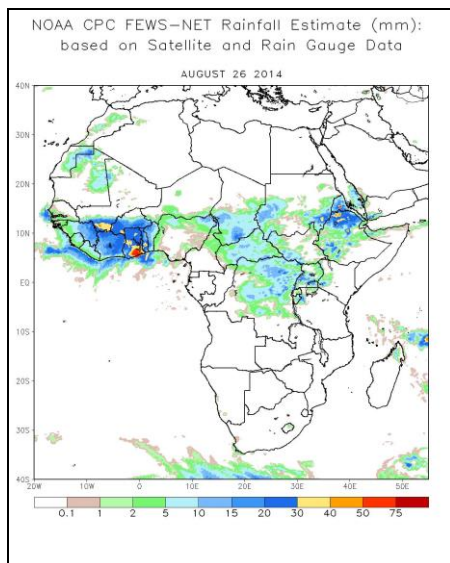 NOAA CPC FEWS-NET Rainfall Estimate (mm):
based on Satellite and Rain Gauge Data
AUGUST 26 2014
40N
30N
20N
10N
EQ
10S
20S
30S
40S
20W 10W 0 10E 20E 30E 40E 50E
0.1 1 2 5 10 15 20 30 40 50 75